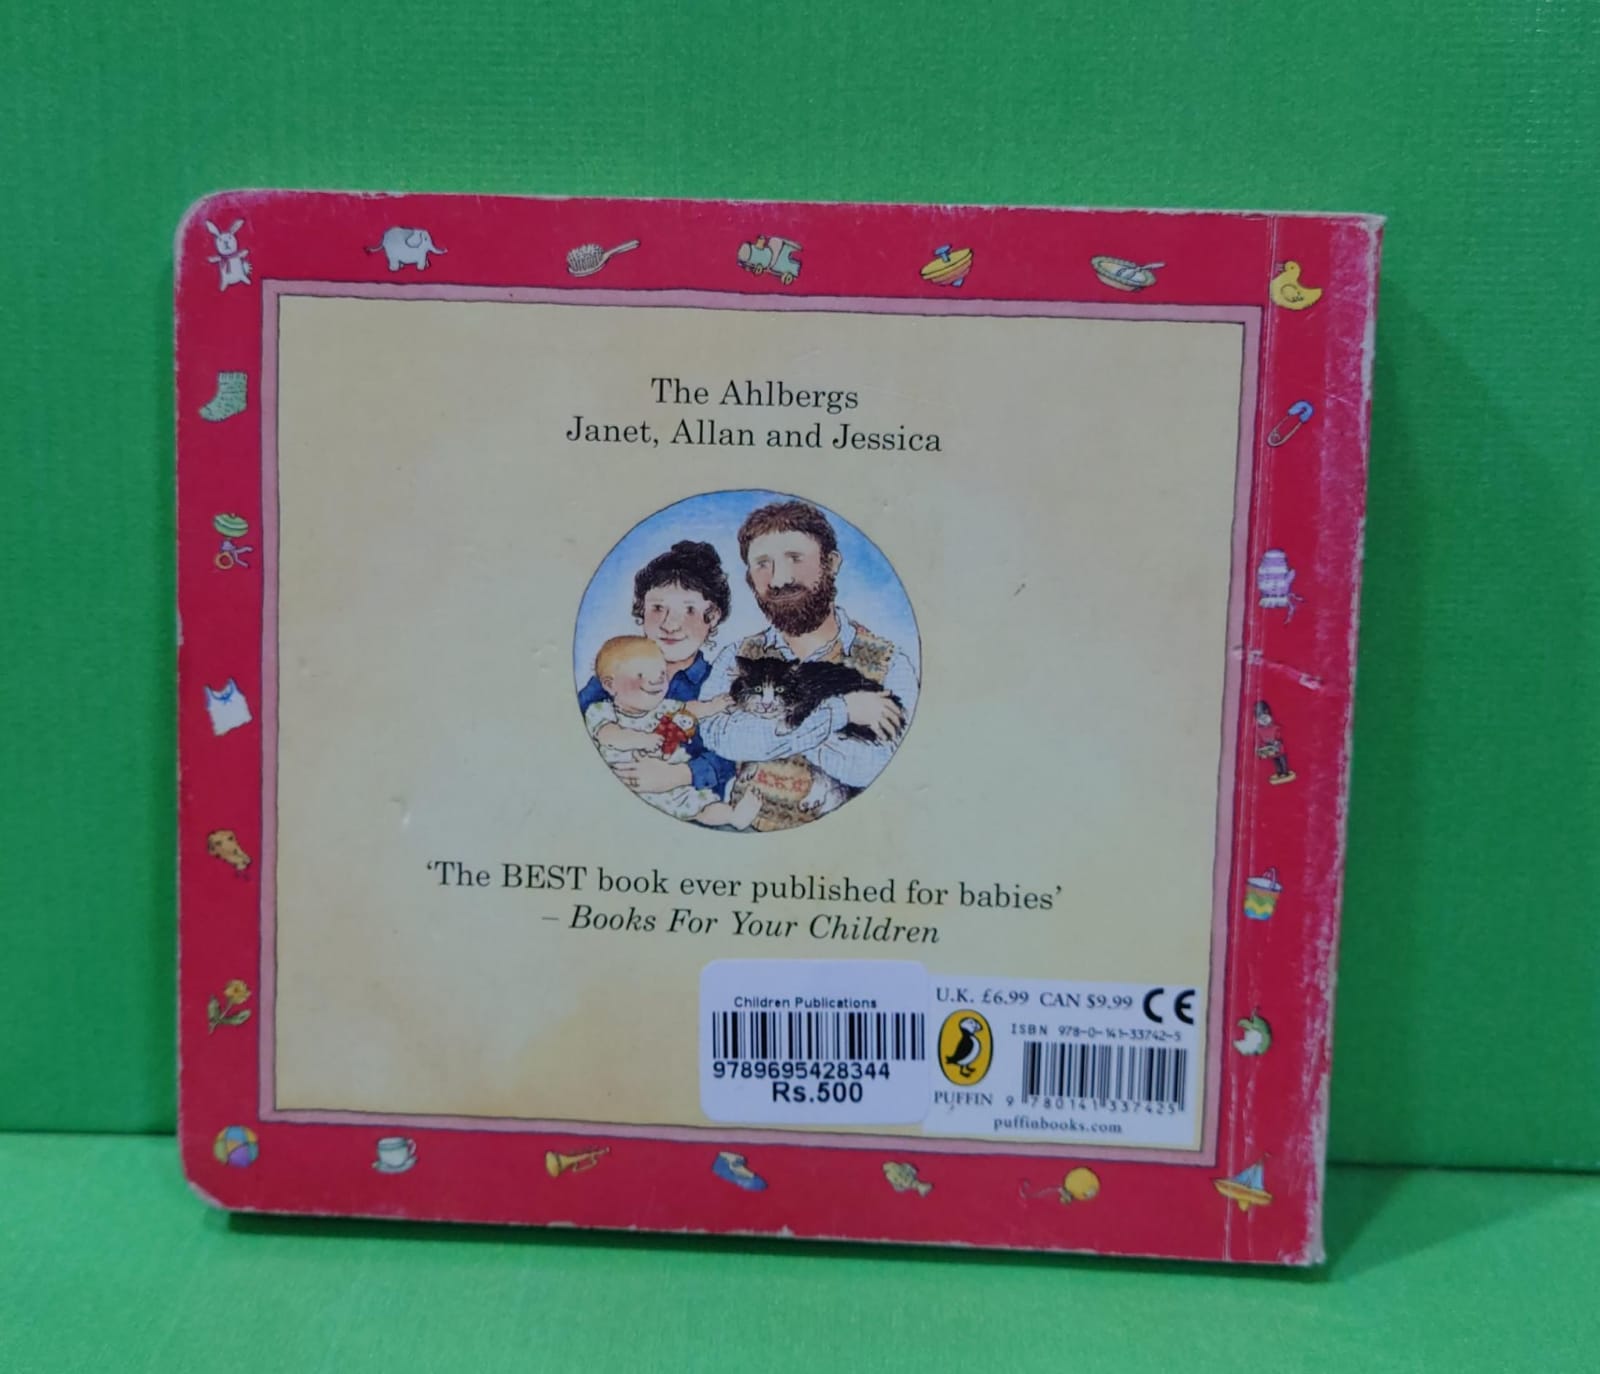 The Ahlbergs
Janet, Allan and Jessica
‘The BEST book ever published for babies’
– Books For Your Children
Children Publications
9789695428344
Rs.500
U.K. £6.99 CAN $9.99 CE
ISBN 978-0-141-33742-5
PUFFIN
9 780141 337425
puffinbooks.com